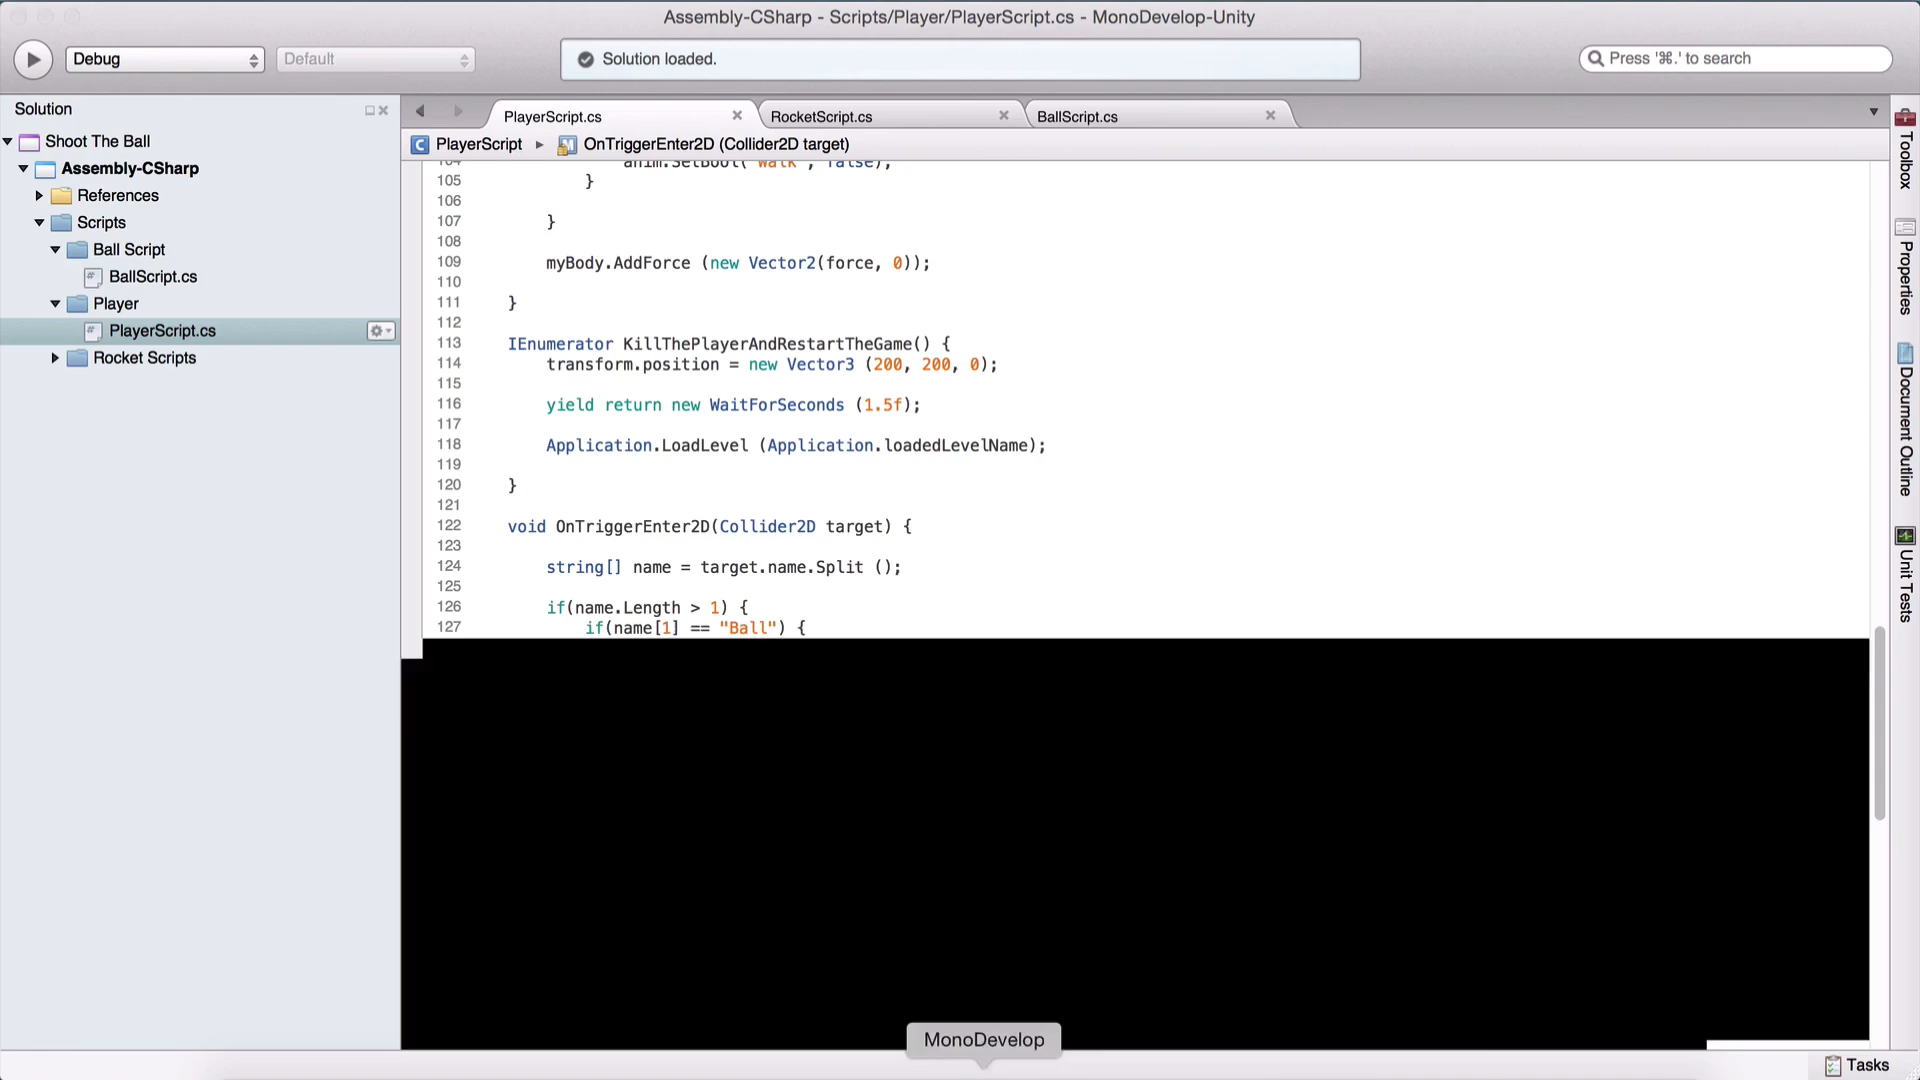 Assembly-CSharp - Scripts/Player/PlayerScript.cs - MonoDevelop-Unity
Debug
Default
Solution loaded.
Press '⌘.' to search
Solution
Shoot The Ball
Assembly-CSharp
References
Scripts
Ball Script
BallScript.cs
Player
PlayerScript.cs
Rocket Scripts
PlayerScript.cs
RocketScript.cs
BallScript.cs
PlayerScript ▸ OnTriggerEnter2D (Collider2D target)
104 anim.SetBool("Walk", false);
105 }
106
107 }
108
109 myBody.AddForce (new Vector2(force, 0));
110
111 }
112
113 IEnumerator KillThePlayerAndRestartTheGame() {
114 transform.position = new Vector3 (200, 200, 0);
115
116 yield return new WaitForSeconds (1.5f);
117
118 Application.LoadLevel (Application.loadedLevelName);
119
120 }
121
122 void OnTriggerEnter2D(Collider2D target) {
123
124 string[] name = target.name.Split ();
125
126 if(name.Length > 1) {
127 if(name[1] == "Ball") {
Toolbox
Properties
Document Outline
Unit Tests
MonoDevelop
Tasks